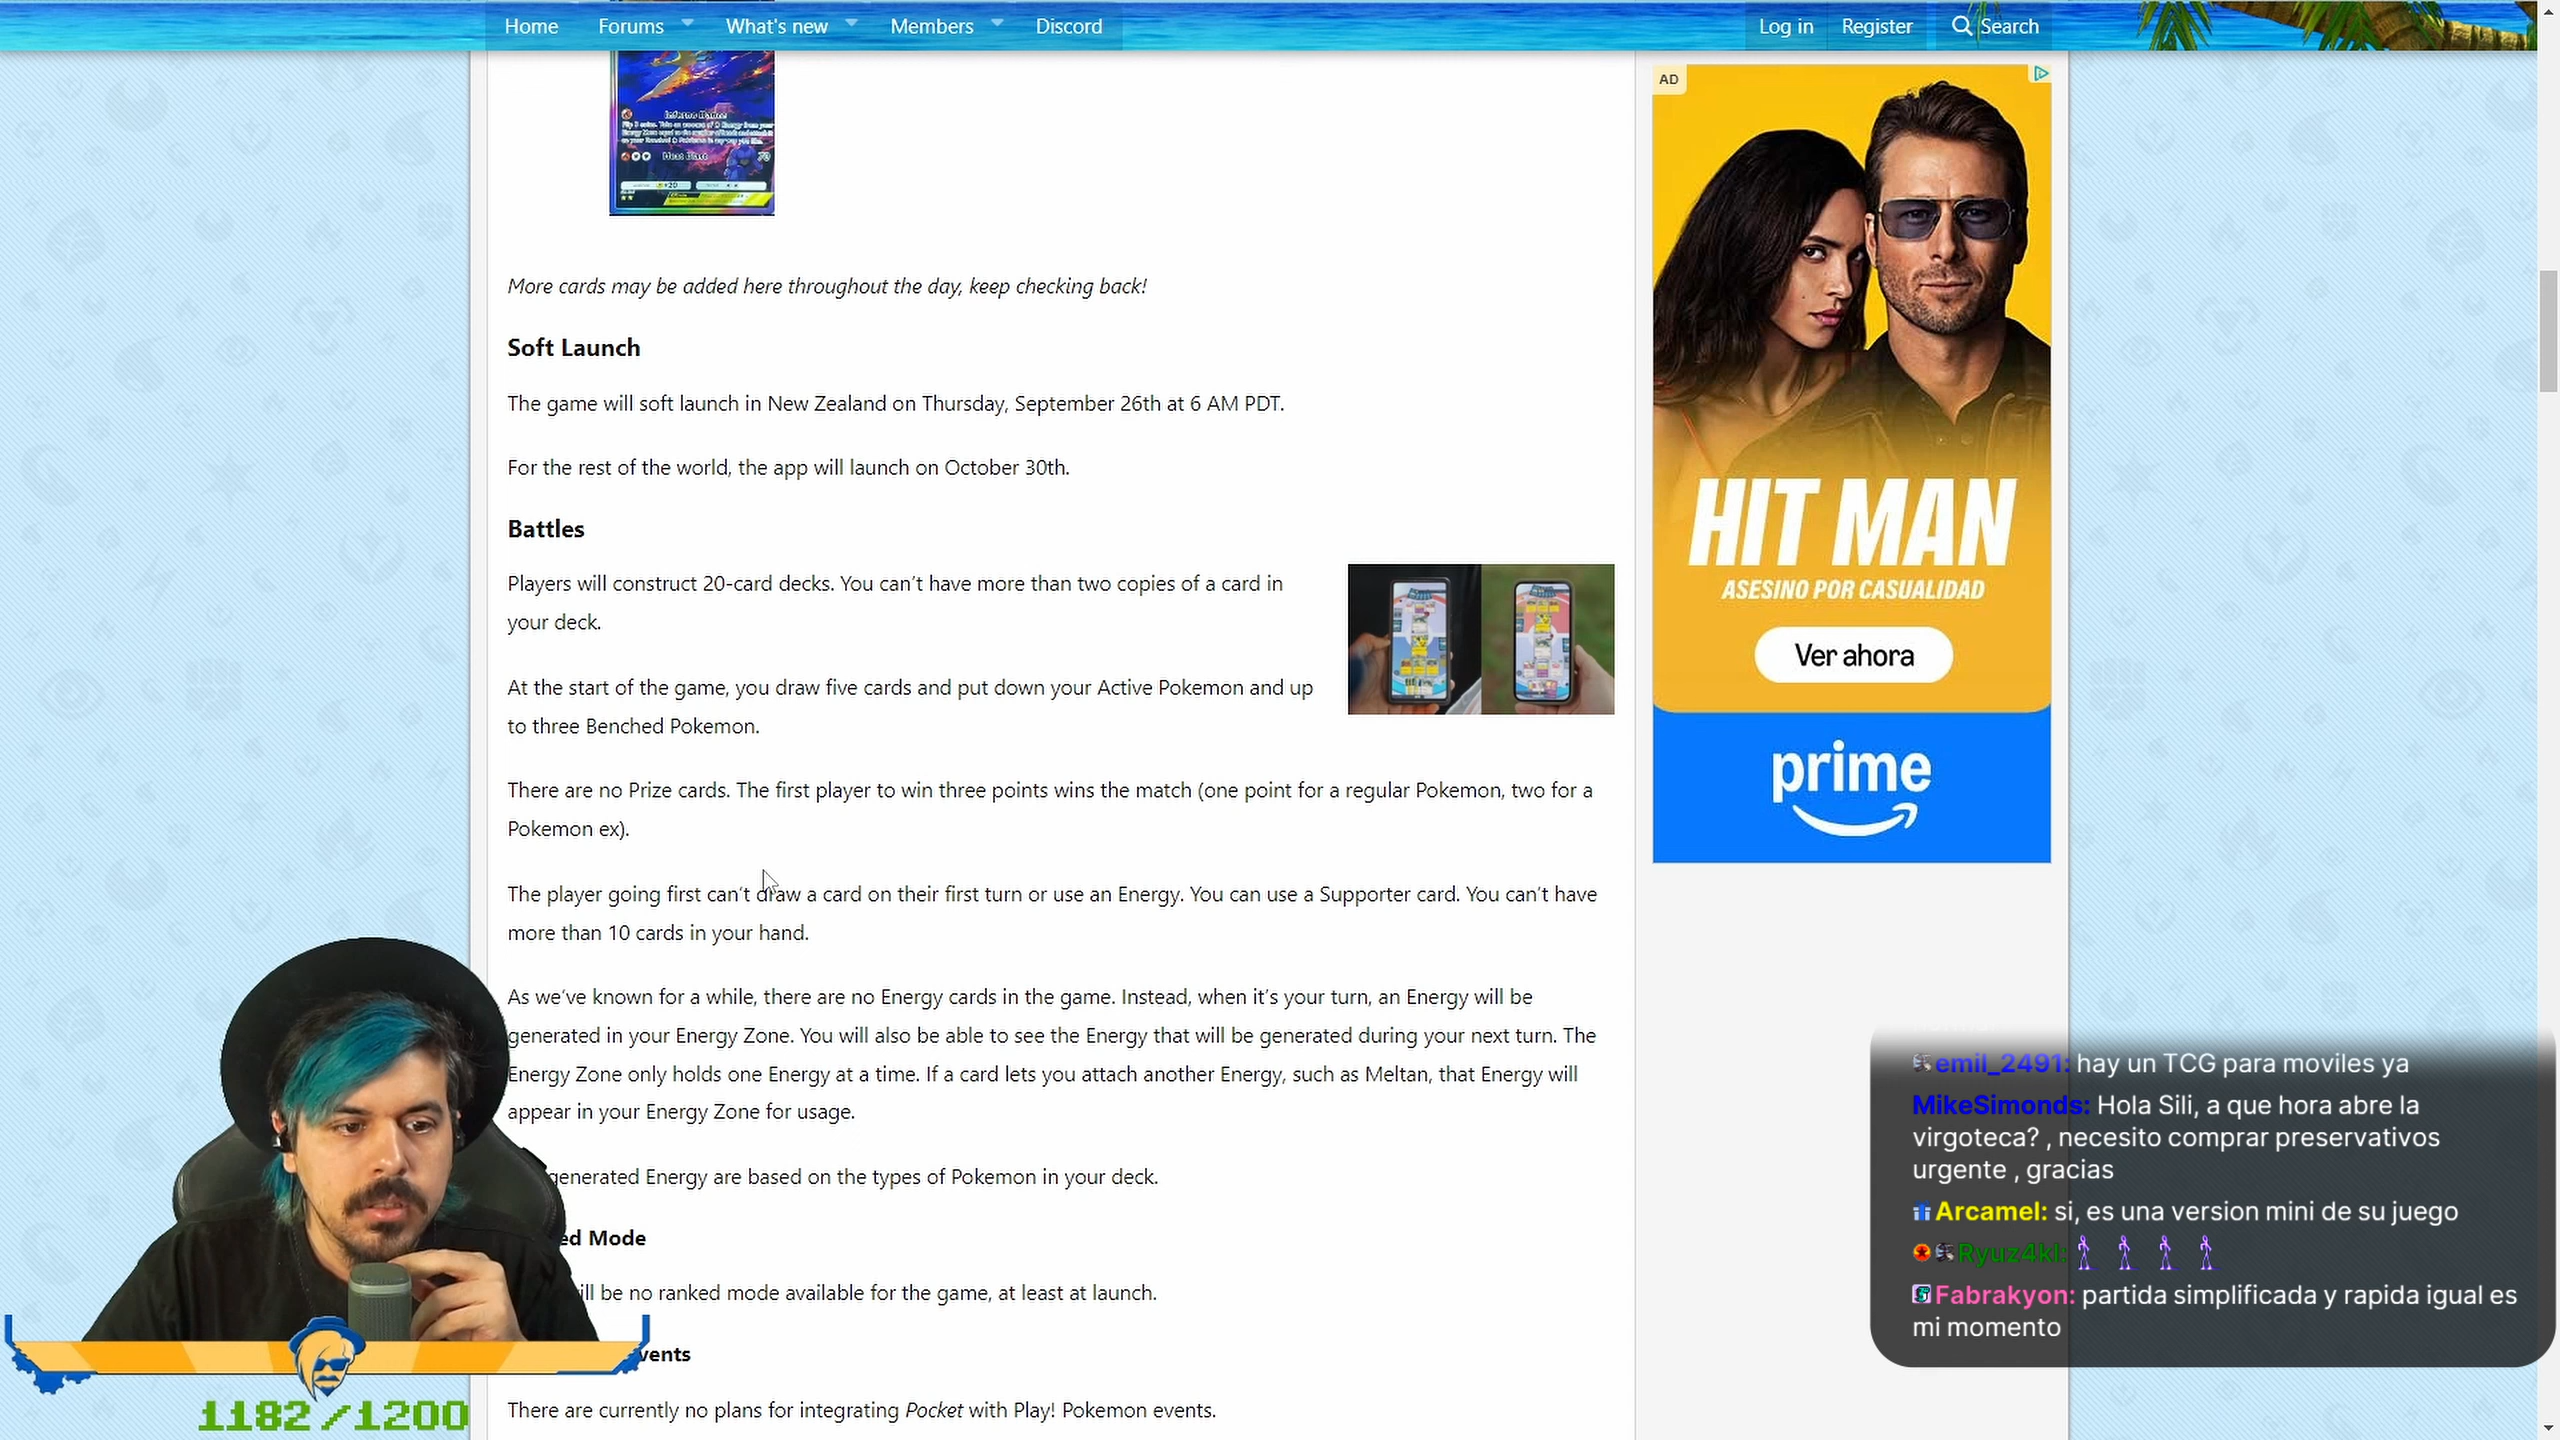 Home
Forums
What's new
Members
Discord
Log in
Register
Search
Heat Blast
70
+20
More cards may be added here throughout the day, keep checking back!
Soft Launch
The game will soft launch in New Zealand on Thursday, September 26th at 6 AM PDT.
For the rest of the world, the app will launch on October 30th.
Battles
Players will construct 20-card decks. You can't have more than two copies of a card in
your deck.
At the start of the game, you draw five cards and put down your Active Pokemon and up
to three Benched Pokemon.
There are no Prize cards. The first player to win three points wins the match (one point for a regular Pokemon, two for a
Pokemon ex).
The player going first can't draw a card on their first turn or use an Energy. You can use a Supporter card. You can't have
more than 10 cards in your hand.
As we've known for a while, there are no Energy cards in the game. Instead, when it's your turn, an Energy will be
generated in your Energy Zone. You will also be able to see the Energy that will be generated during your next turn. The
Energy Zone only holds one Energy at a time. If a card lets you attach another Energy, such as Meltan, that Energy will
appear in your Energy Zone for usage.
generated Energy are based on the types of Pokemon in your deck.
ed Mode
ill be no ranked mode available for the game, at least at launch.
vents
There are currently no plans for integrating Pocket with Play! Pokemon events.
AD
HIT MAN
ASESINO POR CASUALIDAD
Ver ahora
prime
emil_2491: hay un TCG para moviles ya
MikeSimonds: Hola Sili, a que hora abre la
virgoteca? , necesito comprar preservativos
urgente , gracias
Arcamel: si, es una version mini de su juego
Ryuz4kl:
Fabrakyon: partida simplificada y rapida igual es
mi momento
1182/1200